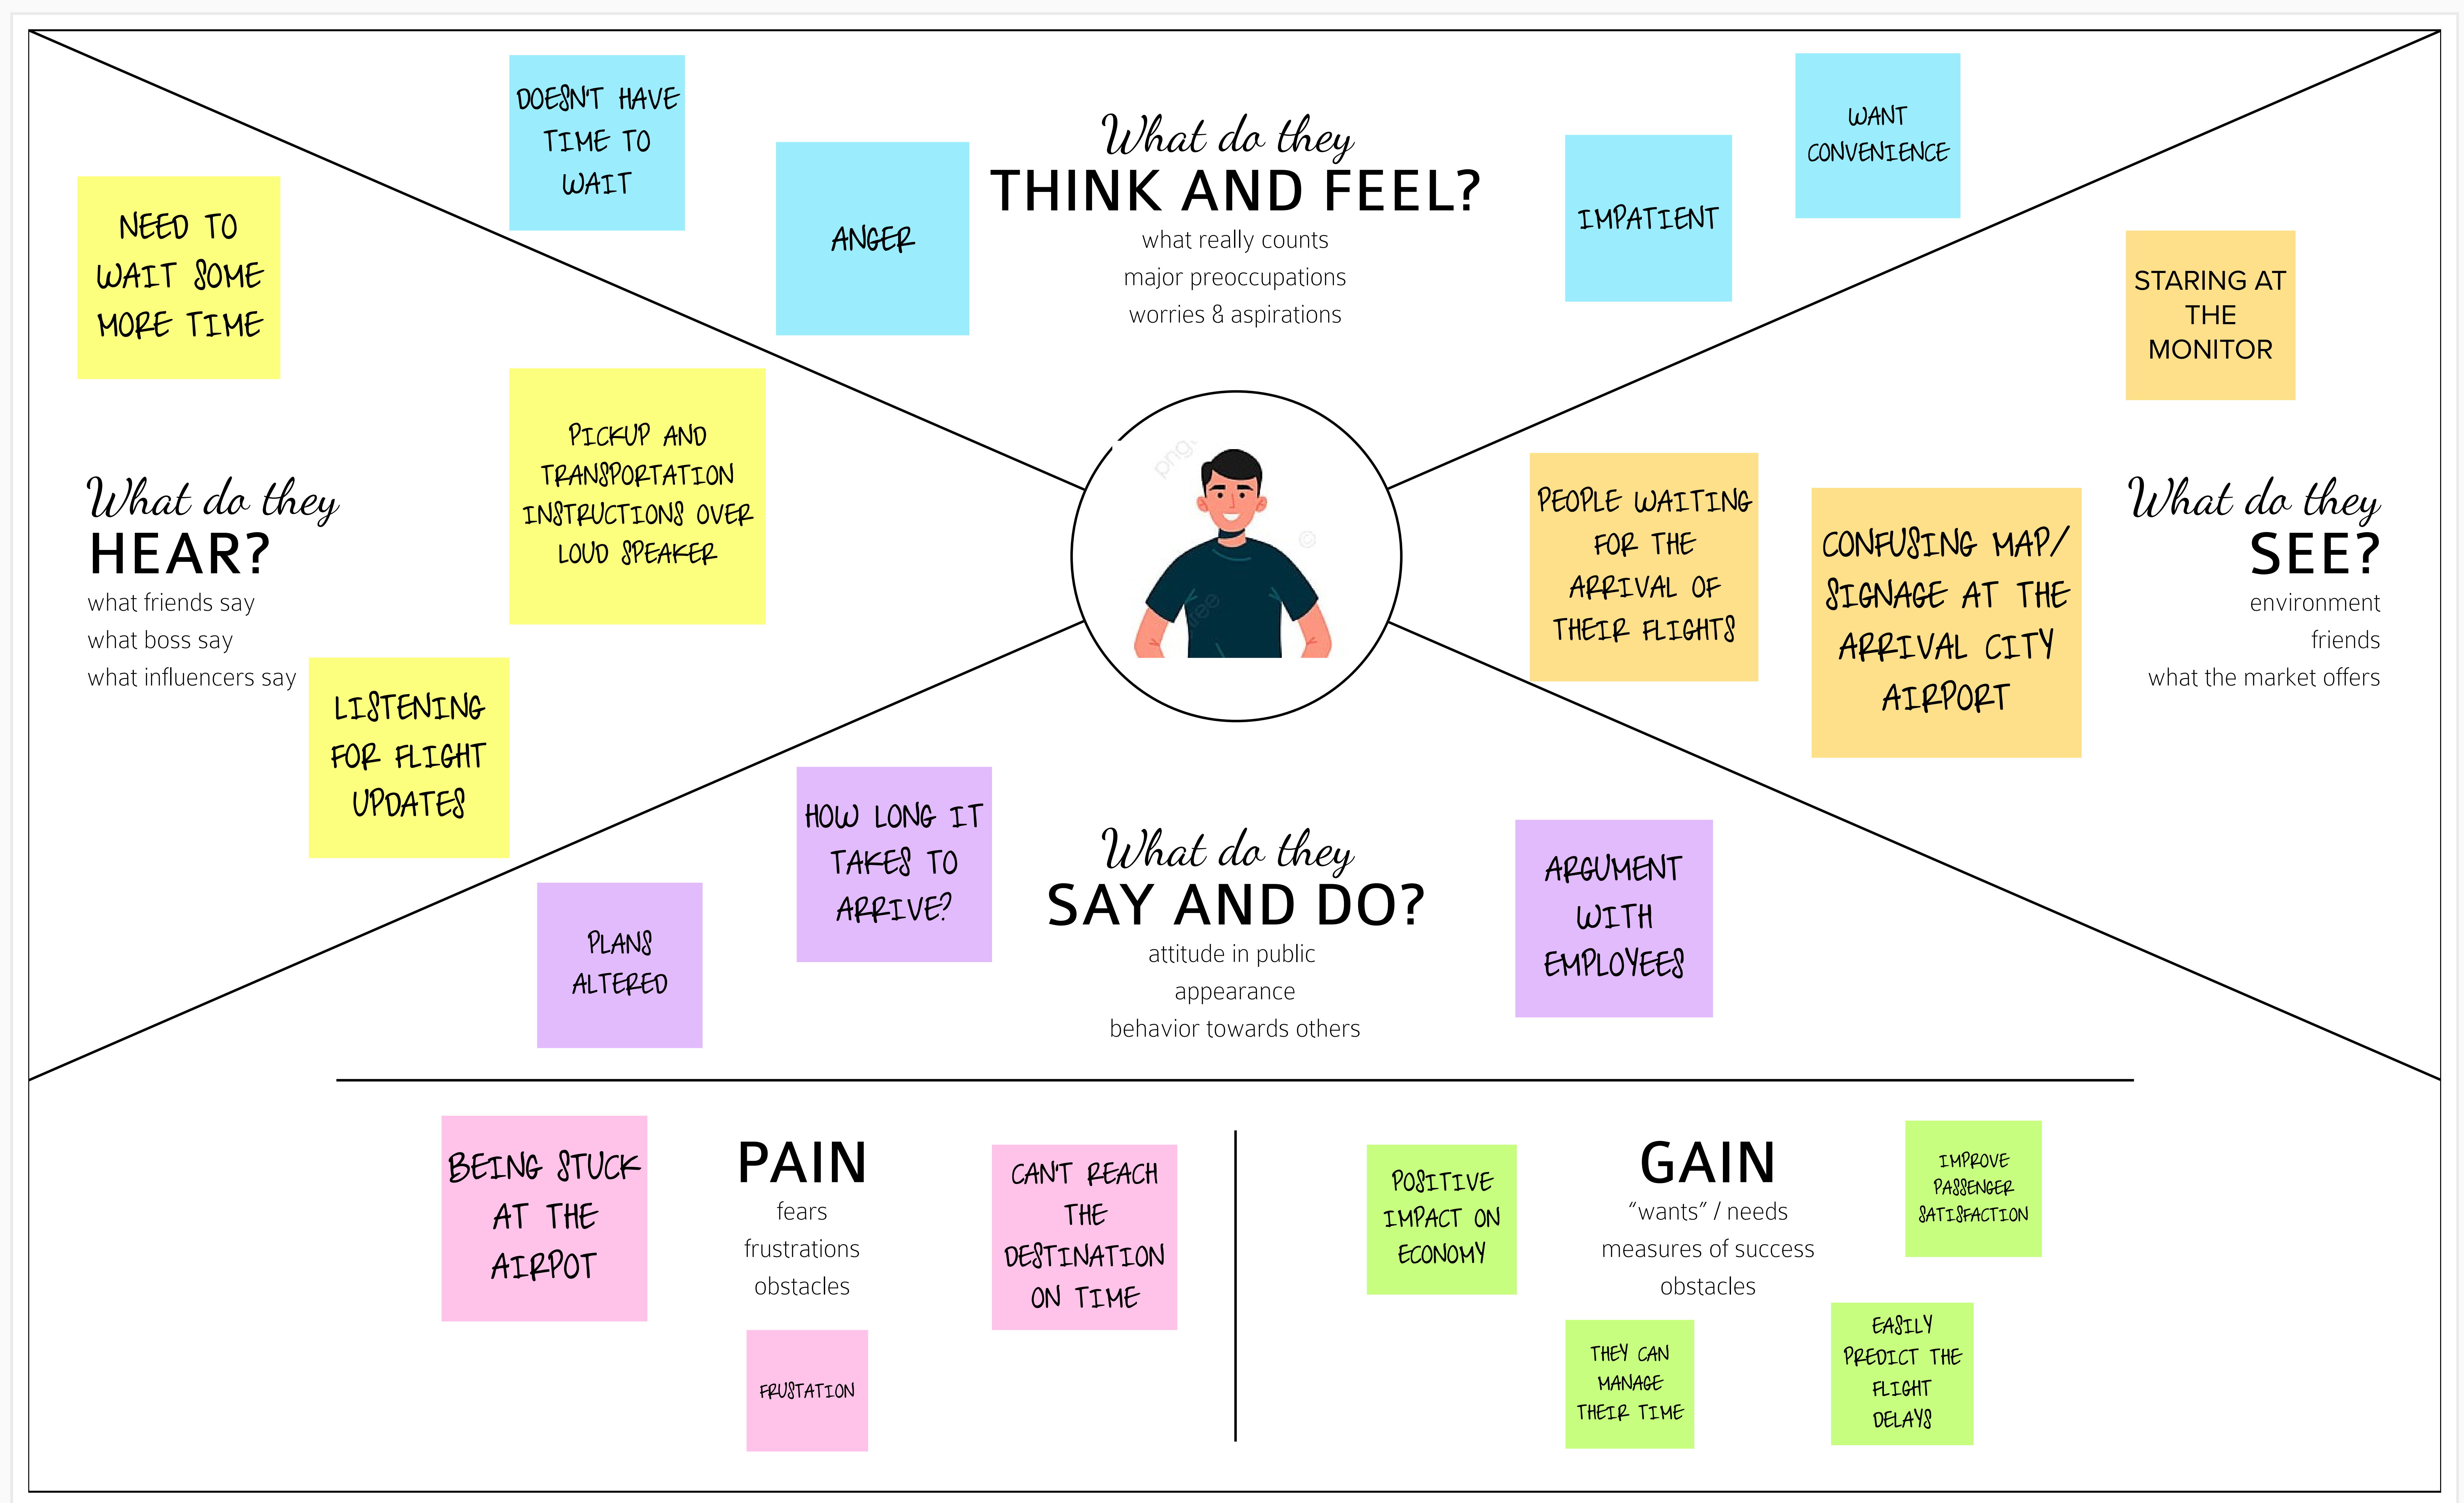 What do they
THINK AND FEEL?
what really counts
major preoccupations
worries & aspirations
DOESN'T HAVE
TIME TO
WAIT
ANGER
IMPATIENT
WANT
CONVENIENCE
What do they
HEAR?
what friends say
what boss say
what influencers say
NEED TO
WAIT SOME
MORE TIME
PICKUP AND
TRANSPORTATION
INSTRUCTIONS OVER
LOUD SPEAKER
LISTENING
FOR FLIGHT
UPDATES
png
©
ree
What do they
SEE?
environment
friends
what the market offers
STARING AT
THE
MONITOR
PEOPLE WAITING
FOR THE
ARRIVAL OF
THEIR FLIGHTS
CONFUSING MAP/
SIGNAGE AT THE
ARRIVAL CITY
AIRPORT
What do they
SAY AND DO?
attitude in public
appearance
behavior towards others
PLANS
ALTERED
HOW LONG IT
TAKES TO
ARRIVE?
ARGUMENT
WITH
EMPLOYEES
PAIN
fears
frustrations
obstacles
BEING STUCK
AT THE
AIRPOT
CAN'T REACH
THE
DESTINATION
ON TIME
FRUSTATION
GAIN
"wants" / needs
measures of success
obstacles
POSITIVE
IMPACT ON
ECONOMY
IMPROVE
PASSENGER
SATISFACTION
THEY CAN
MANAGE
THEIR TIME
EASILY
PREDICT THE
FLIGHT
DELAYS